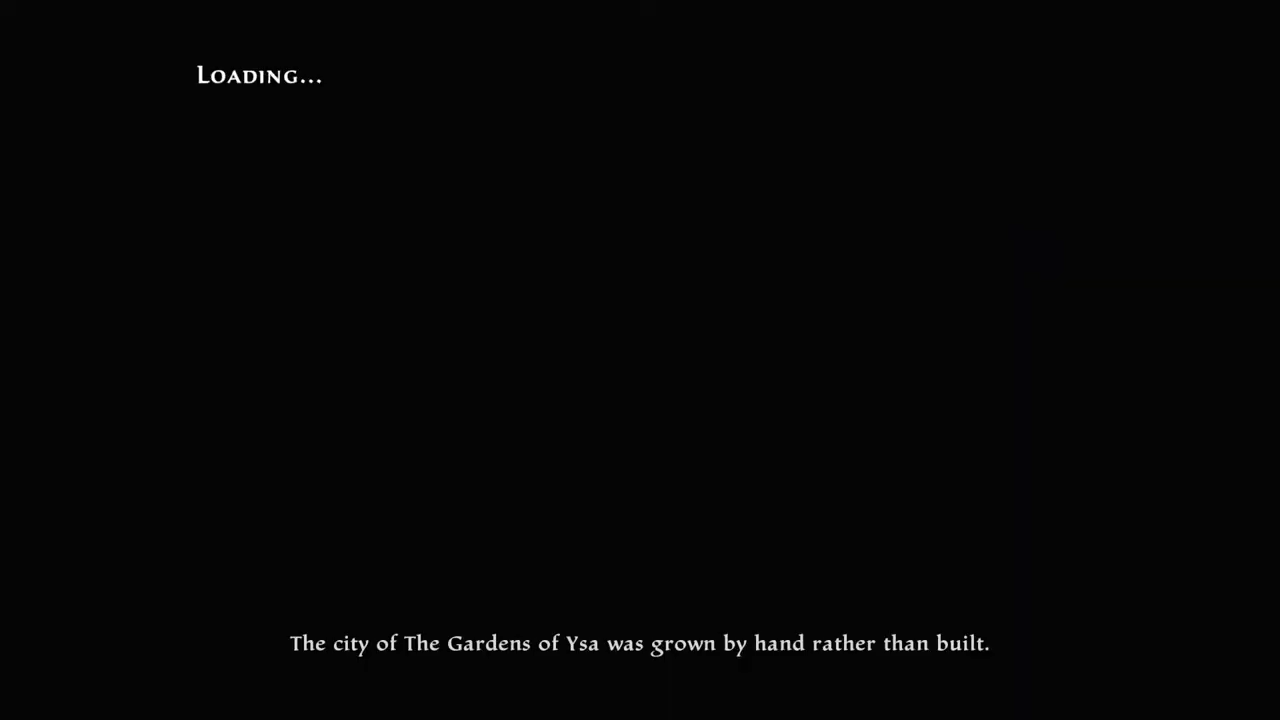 Loading...
The city of The Gardens of Ysa was grown by hand rather than built.